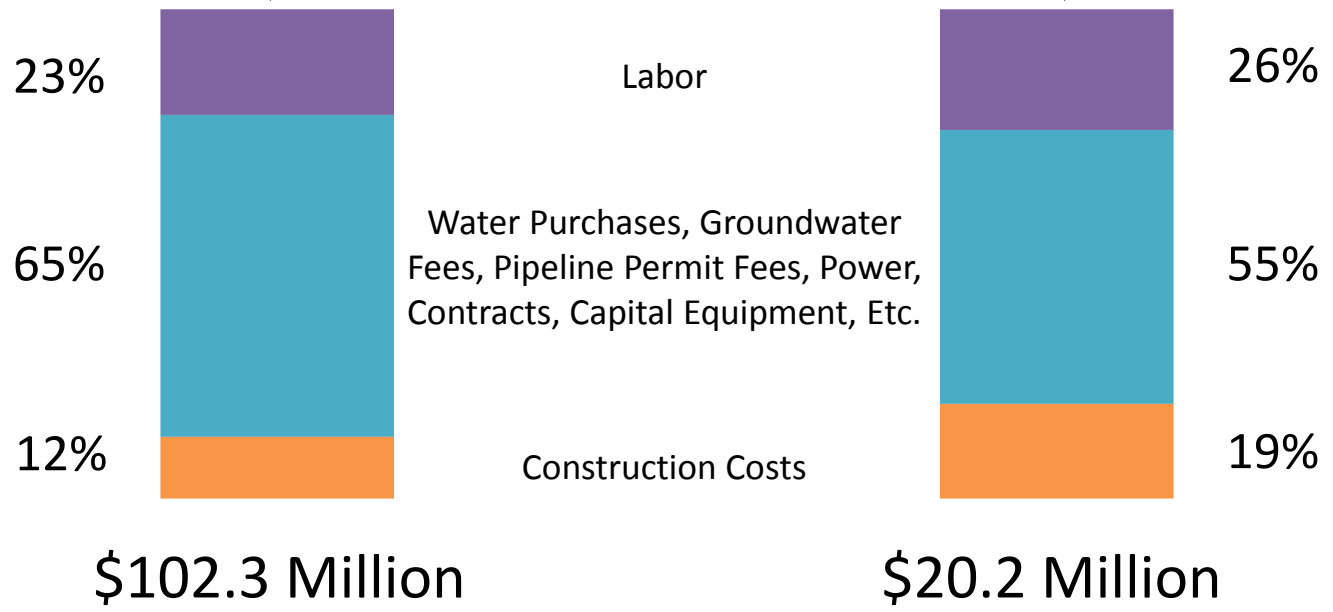 23%
Labor
26%
65%
Water Purchases, Groundwater
Fees, Pipeline Permit Fees, Power,
Contracts, Capital Equipment, Etc.
55%
12%
Construction Costs
19%
$102.3 Million
$20.2 Million